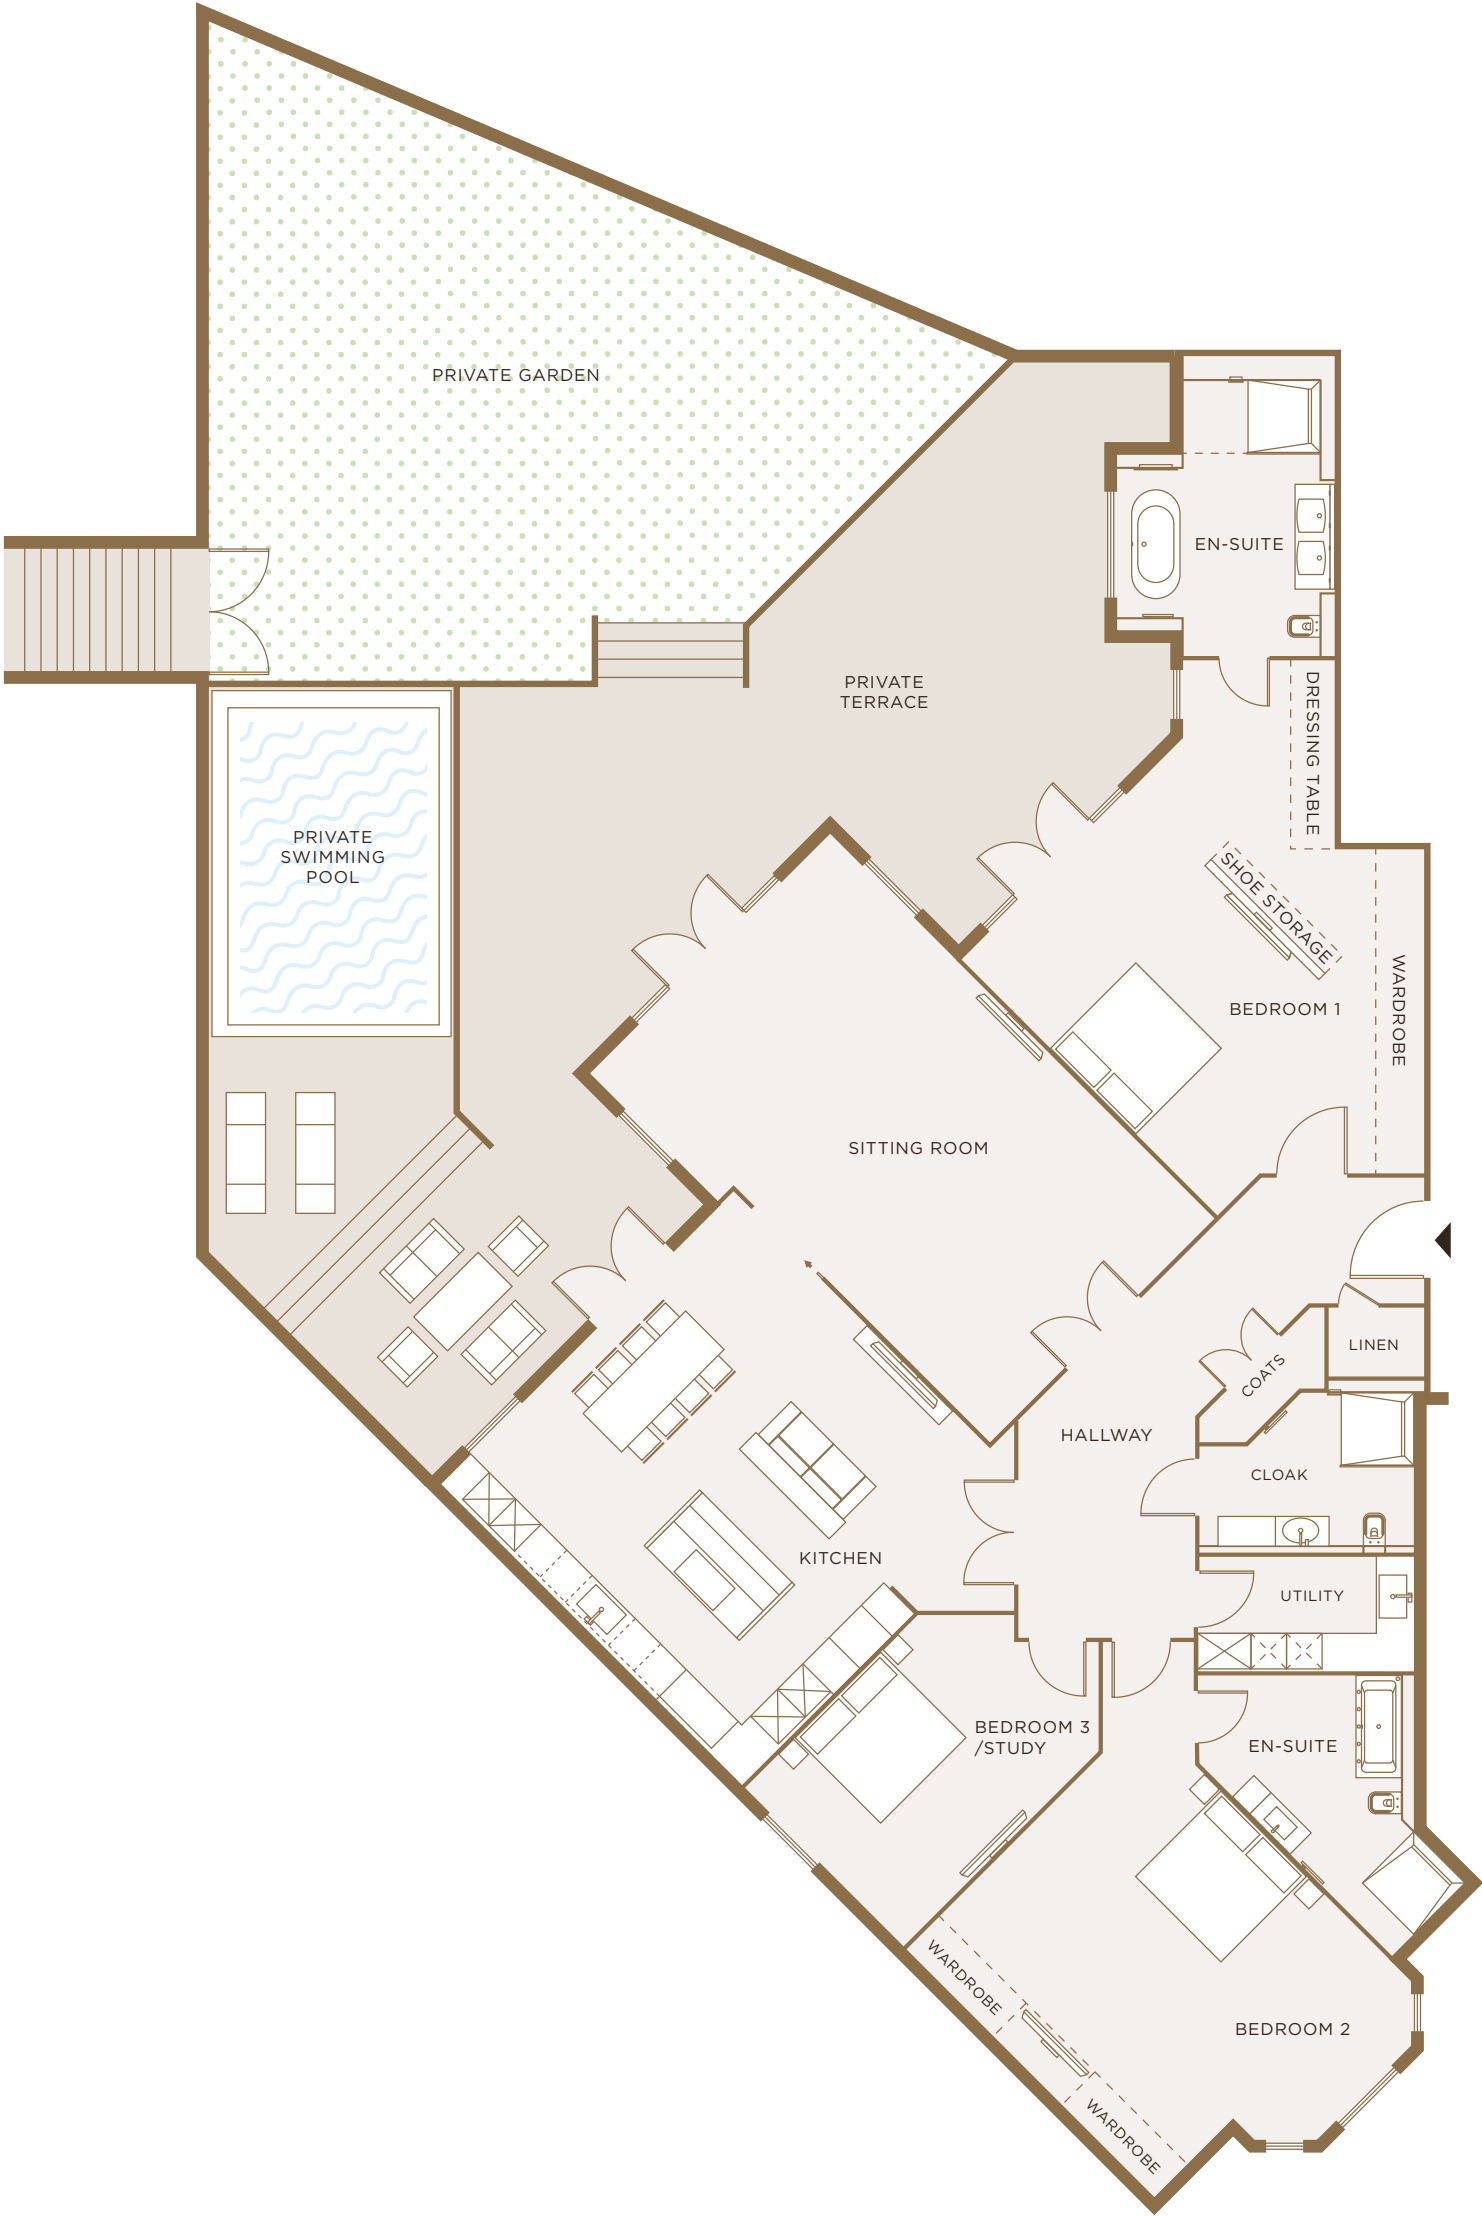 PRIVATE GARDEN
EN-SUITE
PRIVATE
TERRACE
DRESSING TABLE
PRIVATE
SWIMMING
POOL
SHOE STORAGE
WARDROBE
BEDROOM 1
SITTING ROOM
LINEN
COATS
HALLWAY
CLOAK
KITCHEN
UTILITY
BEDROOM 3
/STUDY
EN-SUITE
WARDROBE
BEDROOM 2
WARDROBE